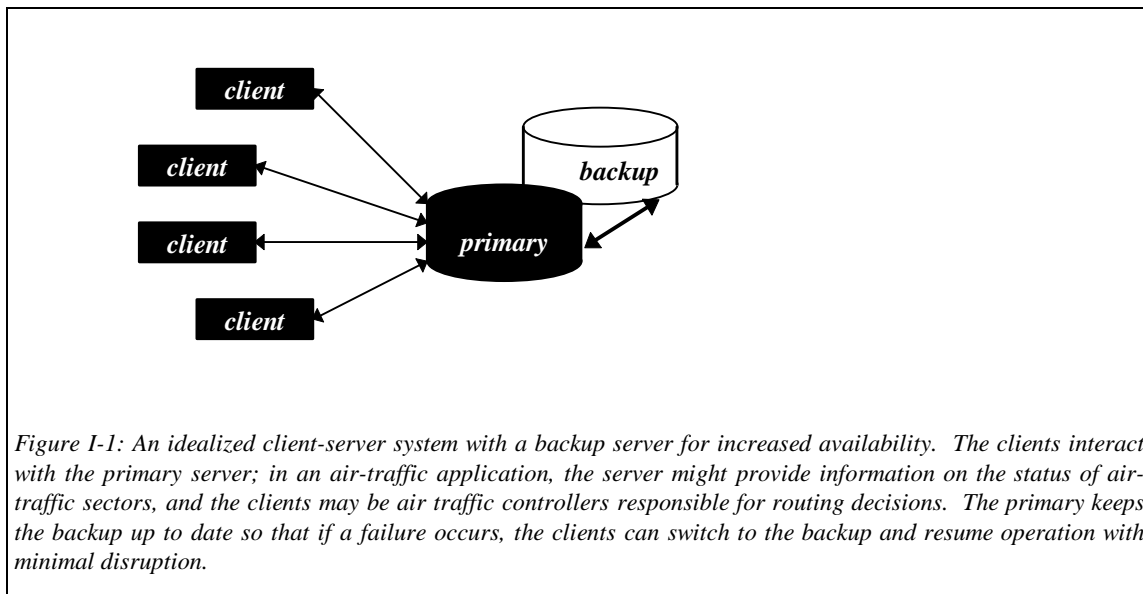 client
client
backup
client
primary
client
Figure I-1: An idealized client-server system with a backup server for increased availability. The clients interact
with the primary server; in an air-traffic application, the server might provide information on the status of air-
traffic sectors, and the clients may be air traffic controllers responsible for routing decisions. The primary keeps
the backup up to date so that if a failure occurs, the clients can switch to the backup and resume operation with
minimal disruption.